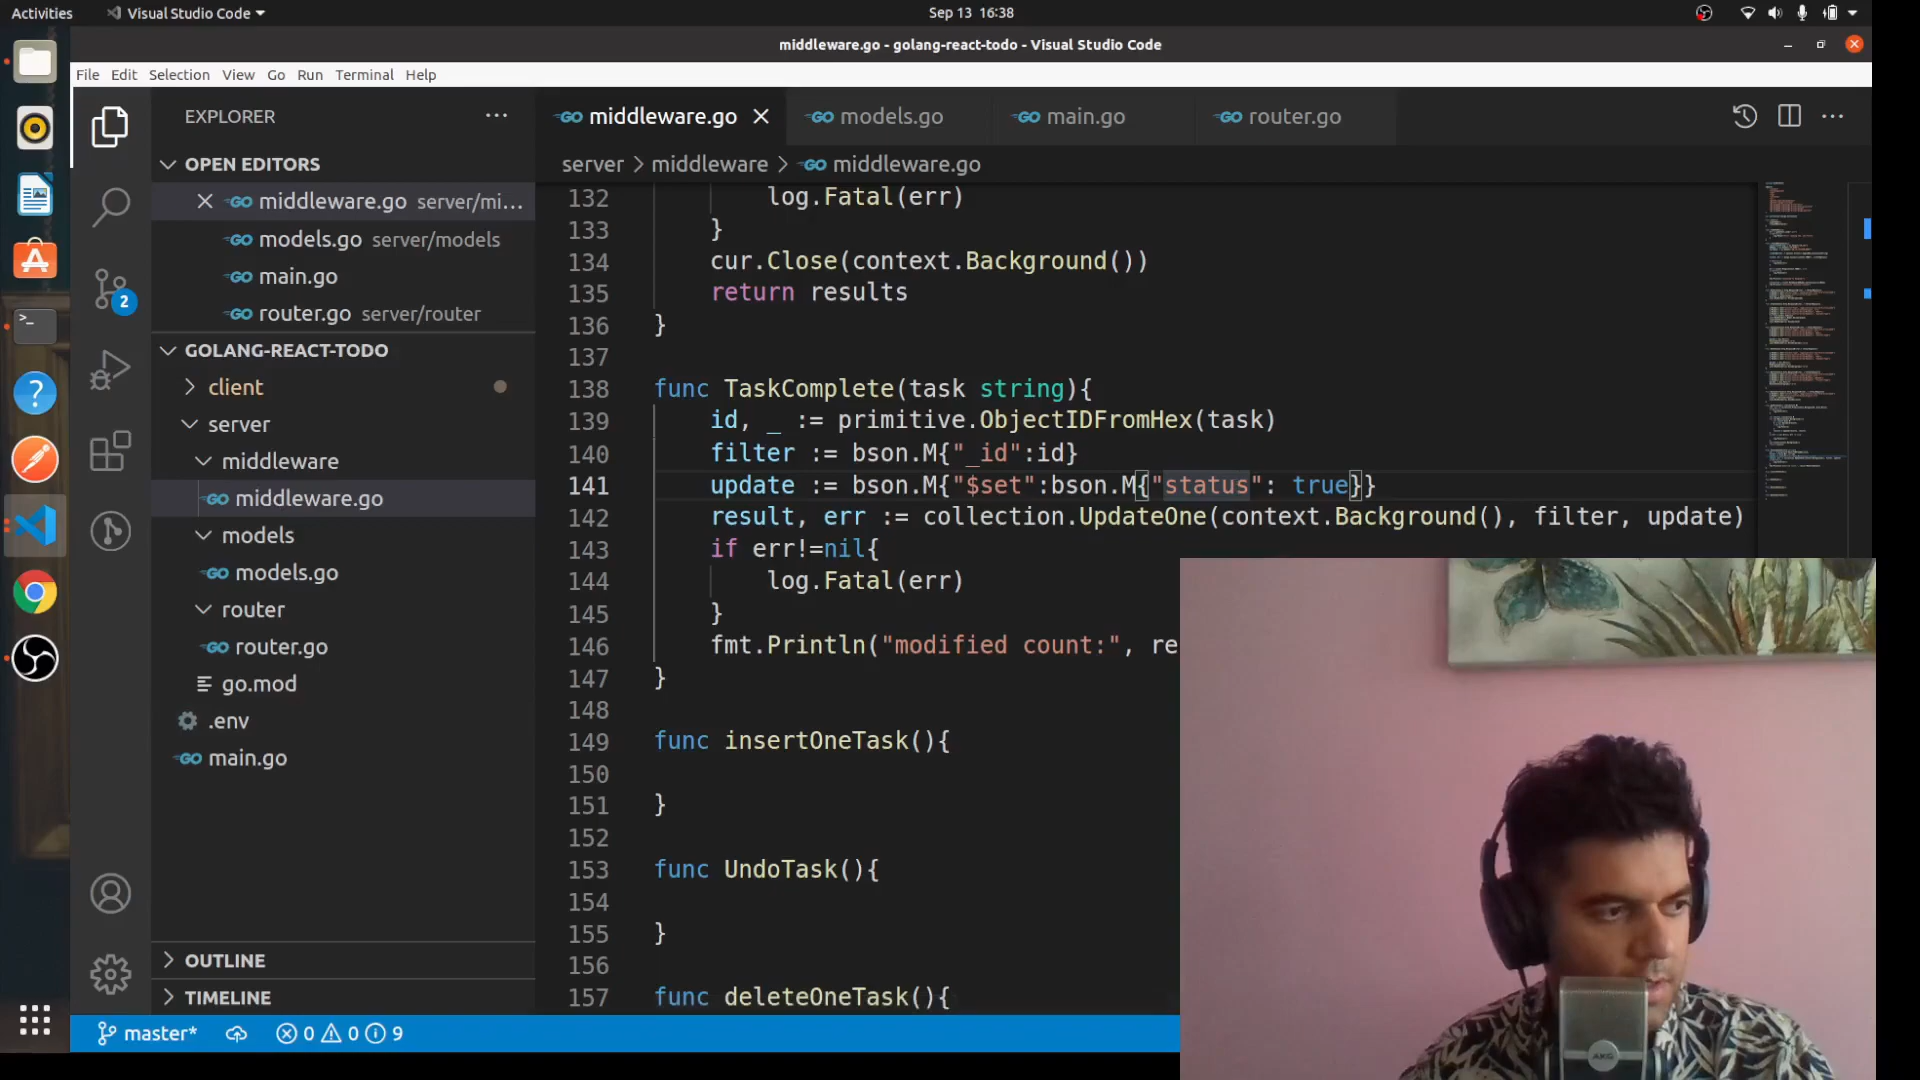 Activities
Visual Studio Code
Sep 13 16:38
middleware.go - golang-react-todo - Visual Studio Code
File Edit Selection View Go Run Terminal Help
EXPLORER
OPEN EDITORS
middleware.go server/mi...
models.go server/models
main.go
router.go server/router
GOLANG-REACT-TODO
client
server
middleware
middleware.go
models
models.go
router
router.go
go.mod
.env
main.go
OUTLINE
TIMELINE
2
middleware.go models.go main.go router.go
server > middleware > middleware.go
132 log.Fatal(err)
133 }
134 cur.Close(context.Background())
135 return results
136 }
137
138 func TaskComplete(task string){
139 id, _ := primitive.ObjectIDFromHex(task)
140 filter := bson.M{"_id":id}
141 update := bson.M{"$set":bson.M{"status": true}}
142 result, err := collection.UpdateOne(context.Background(), filter, update)
143 if err!=nil{
144 log.Fatal(err)
145 }
146 fmt.Println("modified count:", re
147 }
148
149 func insertOneTask(){
150
151 }
152
153 func UndoTask(){
154
155 }
156
157 func deleteOneTask(){
master* 0 0 9
AKG